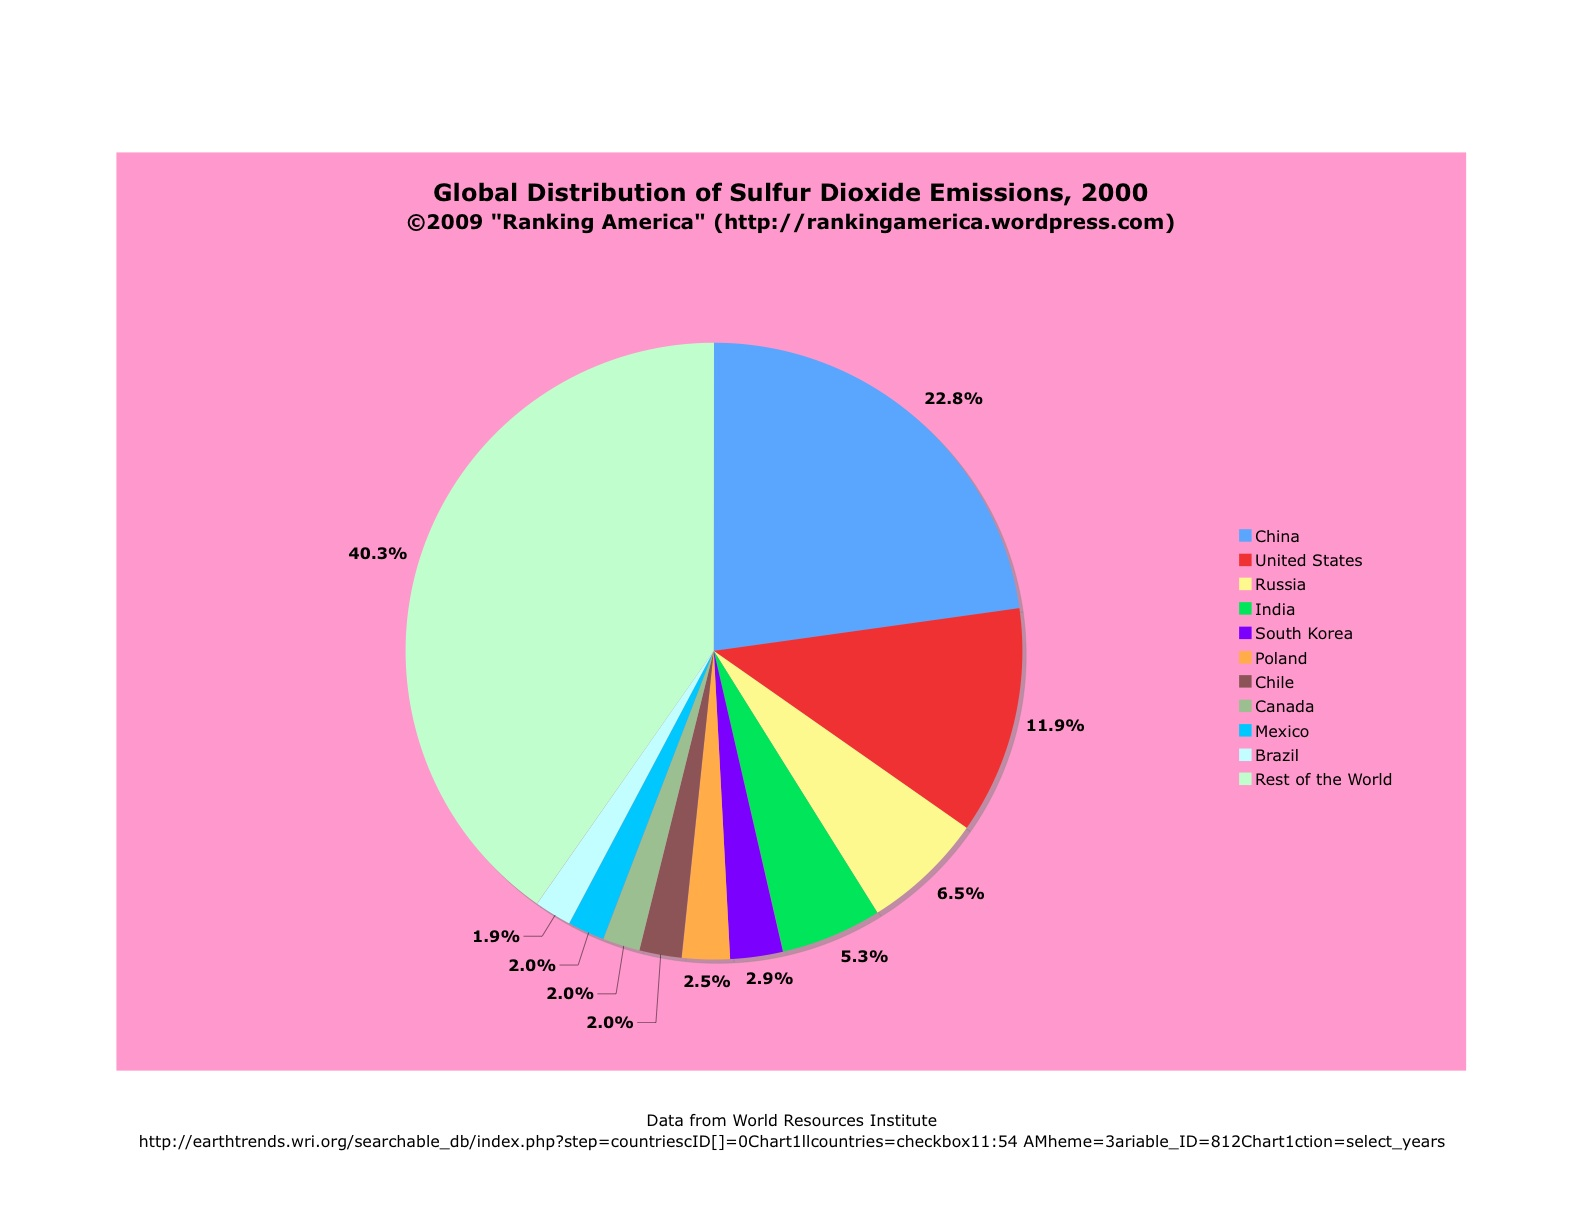 Global Distribution of Sulfur Dioxide Emissions, 2000
©2009 "Ranking America" (http://rankingamerica.wordpress.com)
22.8%
40.3%
11.9%
6.5%
5.3%
2.9%
2.5%
2.0%
2.0%
2.0%
1.9%
China
United States
Russia
India
South Korea
Poland
Chile
Canada
Mexico
Brazil
Rest of the World
Data from World Resources Institute
http://earthtrends.wri.org/searchable_db/index.php?step=countriescID[]=0Chart1llcountries=checkbox11:54 AMheme=3ariable_ID=812Chart1ction=select_years